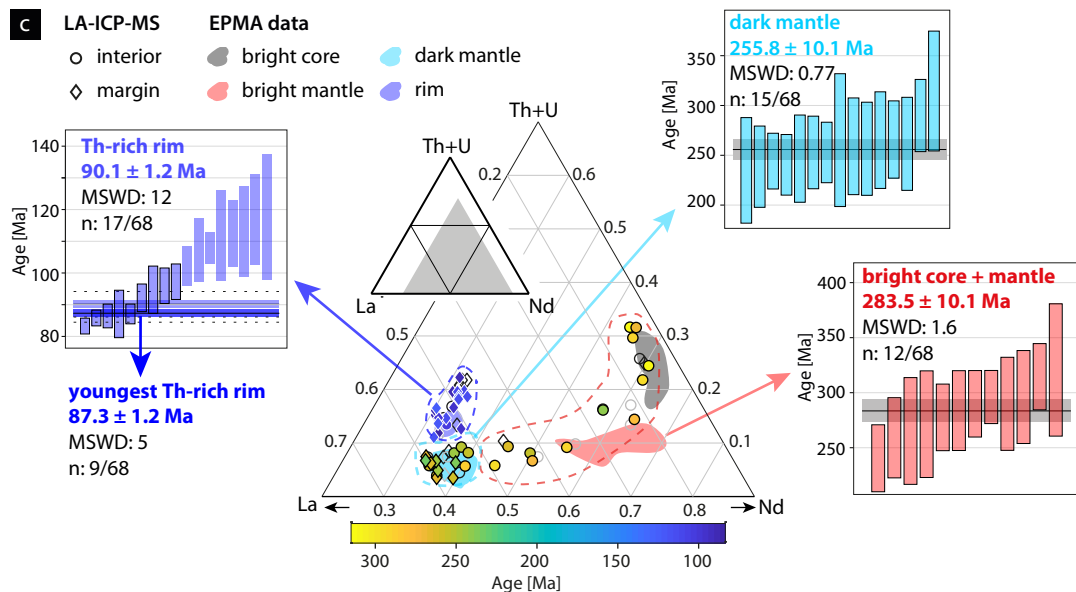 c
LA-ICP-MS
EPMA data
interior
bright core
dark mantle
margin
bright mantle
rim
Th-rich rim
90.1 ± 1.2 Ma
MSWD: 12
n: 17/68
Age [Ma]
140
120
100
80
youngest Th-rich rim
87.3 ± 1.2 Ma
MSWD: 5
n: 9/68
dark mantle
255.8 ± 10.1 Ma
MSWD: 0.77
n: 15/68
Age [Ma]
350
300
250
200
bright core + mantle
283.5 ± 10.1 Ma
MSWD: 1.6
n: 12/68
Age [Ma]
400
350
300
250
Th+U
Th+U
La
Nd
0.2
0.6
0.5
0.4
0.5
0.3
0.6
0.2
0.7
0.1
La
0.3
0.4
0.5
0.6
0.7
0.8
Nd
300
250
200
150
100
Age [Ma]